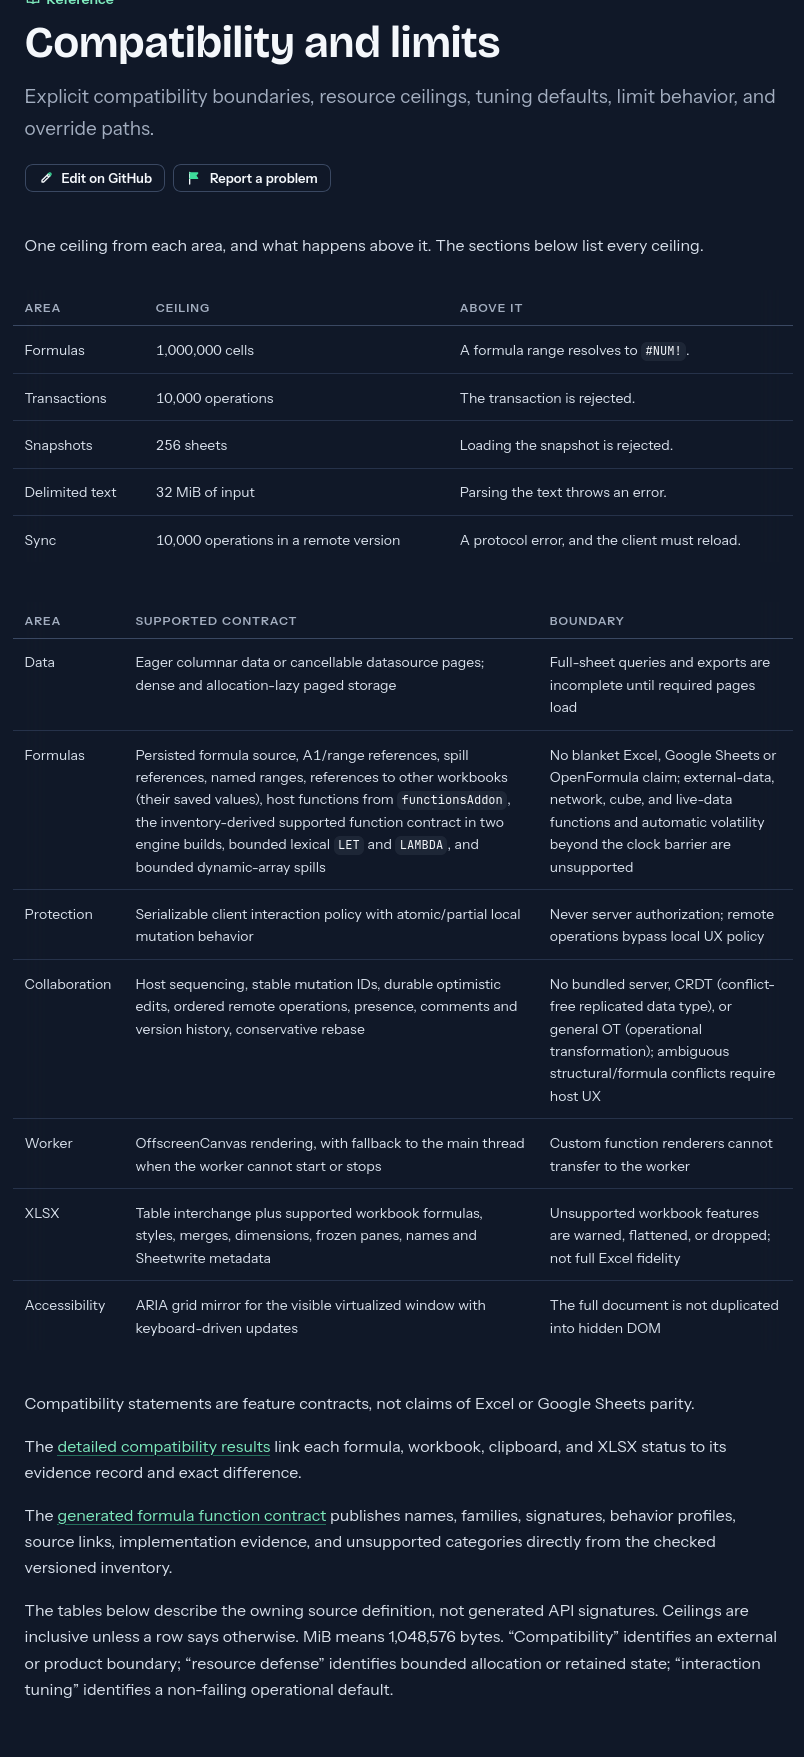 Reference
Compatibility and limits
Explicit compatibility boundaries, resource ceilings, tuning defaults, limit behavior, and
override paths.
Edit on GitHub
Report a problem
One ceiling from each area, and what happens above it. The sections below list every ceiling.
AREA CEILING ABOVE IT
Formulas 1,000,000 cells A formula range resolves to #NUM! .
Transactions 10,000 operations The transaction is rejected.
Snapshots 256 sheets Loading the snapshot is rejected.
Delimited text 32 MiB of input Parsing the text throws an error.
Sync 10,000 operations in a remote version A protocol error, and the client must reload.
AREA SUPPORTED CONTRACT BOUNDARY
Data
Eager columnar data or cancellable datasource pages;
dense and allocation-lazy paged storage
Full-sheet queries and exports are
incomplete until required pages
load
Formulas
Persisted formula source, A1/range references, spill
references, named ranges, references to other workbooks
(their saved values), host functions from functionsAddon ,
the inventory-derived supported function contract in two
engine builds, bounded lexical LET and LAMBDA , and
bounded dynamic-array spills
No blanket Excel, Google Sheets or
OpenFormula claim; external-data,
network, cube, and live-data
functions and automatic volatility
beyond the clock barrier are
unsupported
Protection
Serializable client interaction policy with atomic/partial local
mutation behavior
Never server authorization; remote
operations bypass local UX policy
Collaboration
Host sequencing, stable mutation IDs, durable optimistic
edits, ordered remote operations, presence, comments and
version history, conservative rebase
No bundled server, CRDT (conflict-
free replicated data type), or
general OT (operational
transformation); ambiguous
structural/formula conflicts require
host UX
Worker
OffscreenCanvas rendering, with fallback to the main thread
when the worker cannot start or stops
Custom function renderers cannot
transfer to the worker
XLSX
Table interchange plus supported workbook formulas,
styles, merges, dimensions, frozen panes, names and
Sheetwrite metadata
Unsupported workbook features
are warned, flattened, or dropped;
not full Excel fidelity
Accessibility
ARIA grid mirror for the visible virtualized window with
keyboard-driven updates
The full document is not duplicated
into hidden DOM
Compatibility statements are feature contracts, not claims of Excel or Google Sheets parity.
The detailed compatibility results link each formula, workbook, clipboard, and XLSX status to its
evidence record and exact difference.
The generated formula function contract publishes names, families, signatures, behavior profiles,
source links, implementation evidence, and unsupported categories directly from the checked
versioned inventory.
The tables below describe the owning source definition, not generated API signatures. Ceilings are
inclusive unless a row says otherwise. MiB means 1,048,576 bytes. “Compatibility” identifies an external
or product boundary; “resource defense” identifies bounded allocation or retained state; “interaction
tuning” identifies a non-failing operational default.